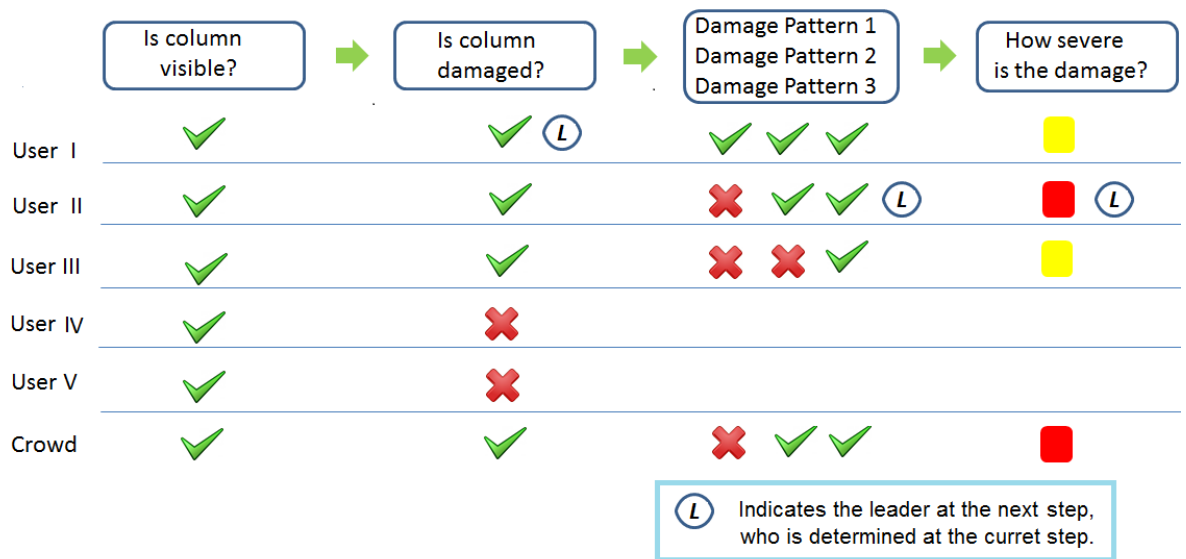 Is column
visible?
Is column
damaged?
Damage Pattern 1
Damage Pattern 2
Damage Pattern 3
How severe
is the damage?
User I
L
User II
L
L
User III
User IV
User V
Crowd
L
Indicates the leader at the next step,
who is determined at the curret step.